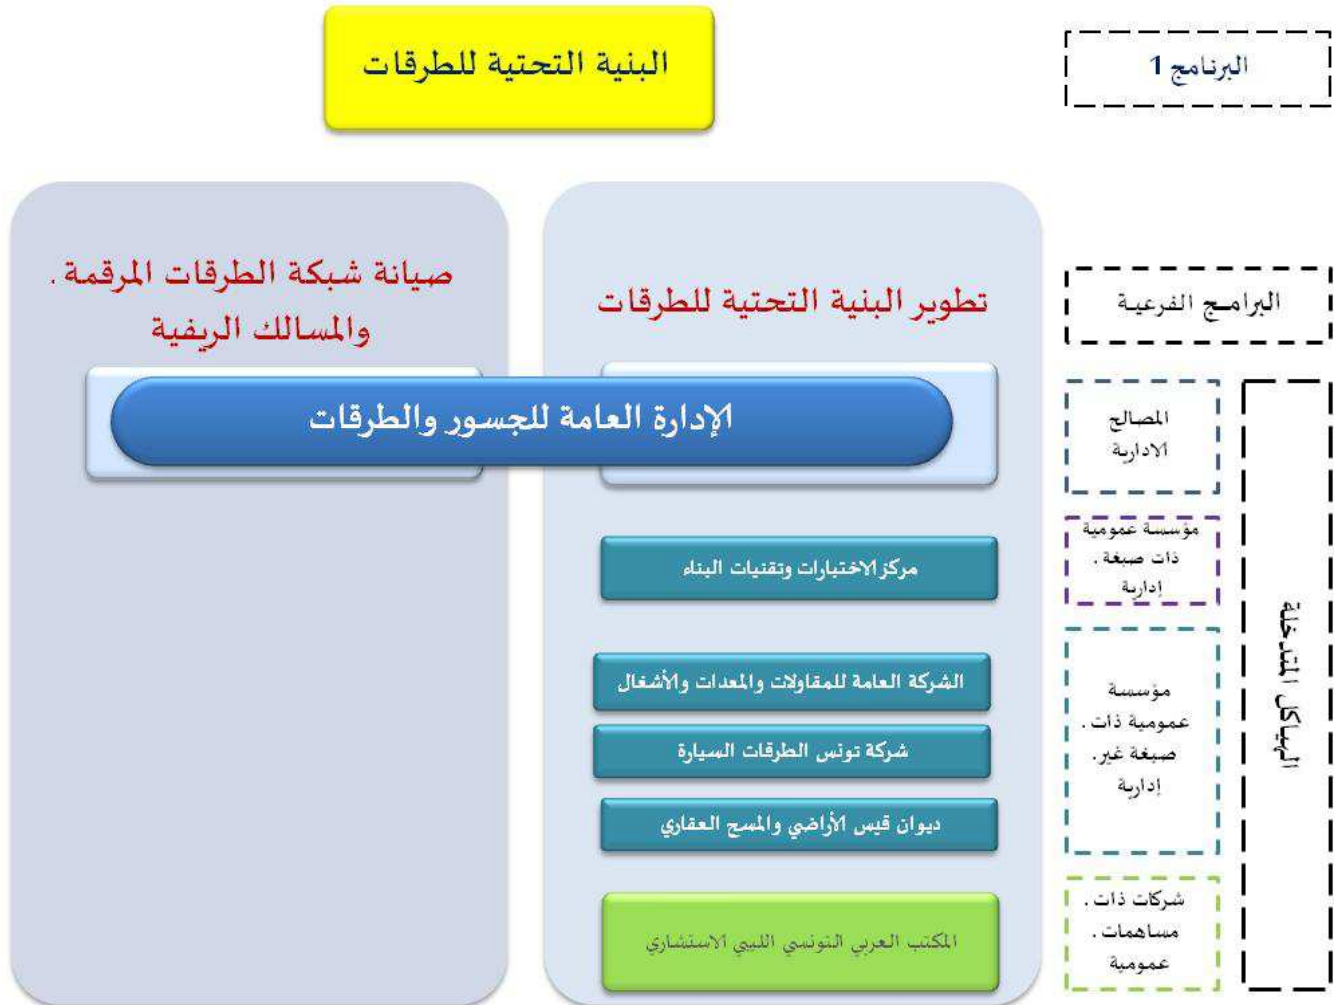 البرنامج 1
البنية التحتية للطرقات
البرامج الفرعية
تطوير البنية التحتية للطرقات
صيانة شبكة الطرقات المرقمة .
والمسالك الريفية
الهياكل المتدخلة
المصالح
الادارية
الإدارة العامة للجسور والطرقات
مؤسسة عمومية
ذات صبغة .
إدارية
مركز الاختبارات وتقنيات البناء
مؤسسة
عمومية ذات .
صبغة غير .
إدارية
الشركة العامة للمقاولات والمعدات والأشغال
شركة تونس الطرقات السيارة
ديوان قيس الأراضي والمسح العقاري
شركات ذات .
مساهمات .
عمومية
المكتب العربي التونسي الليبي الاستشاري